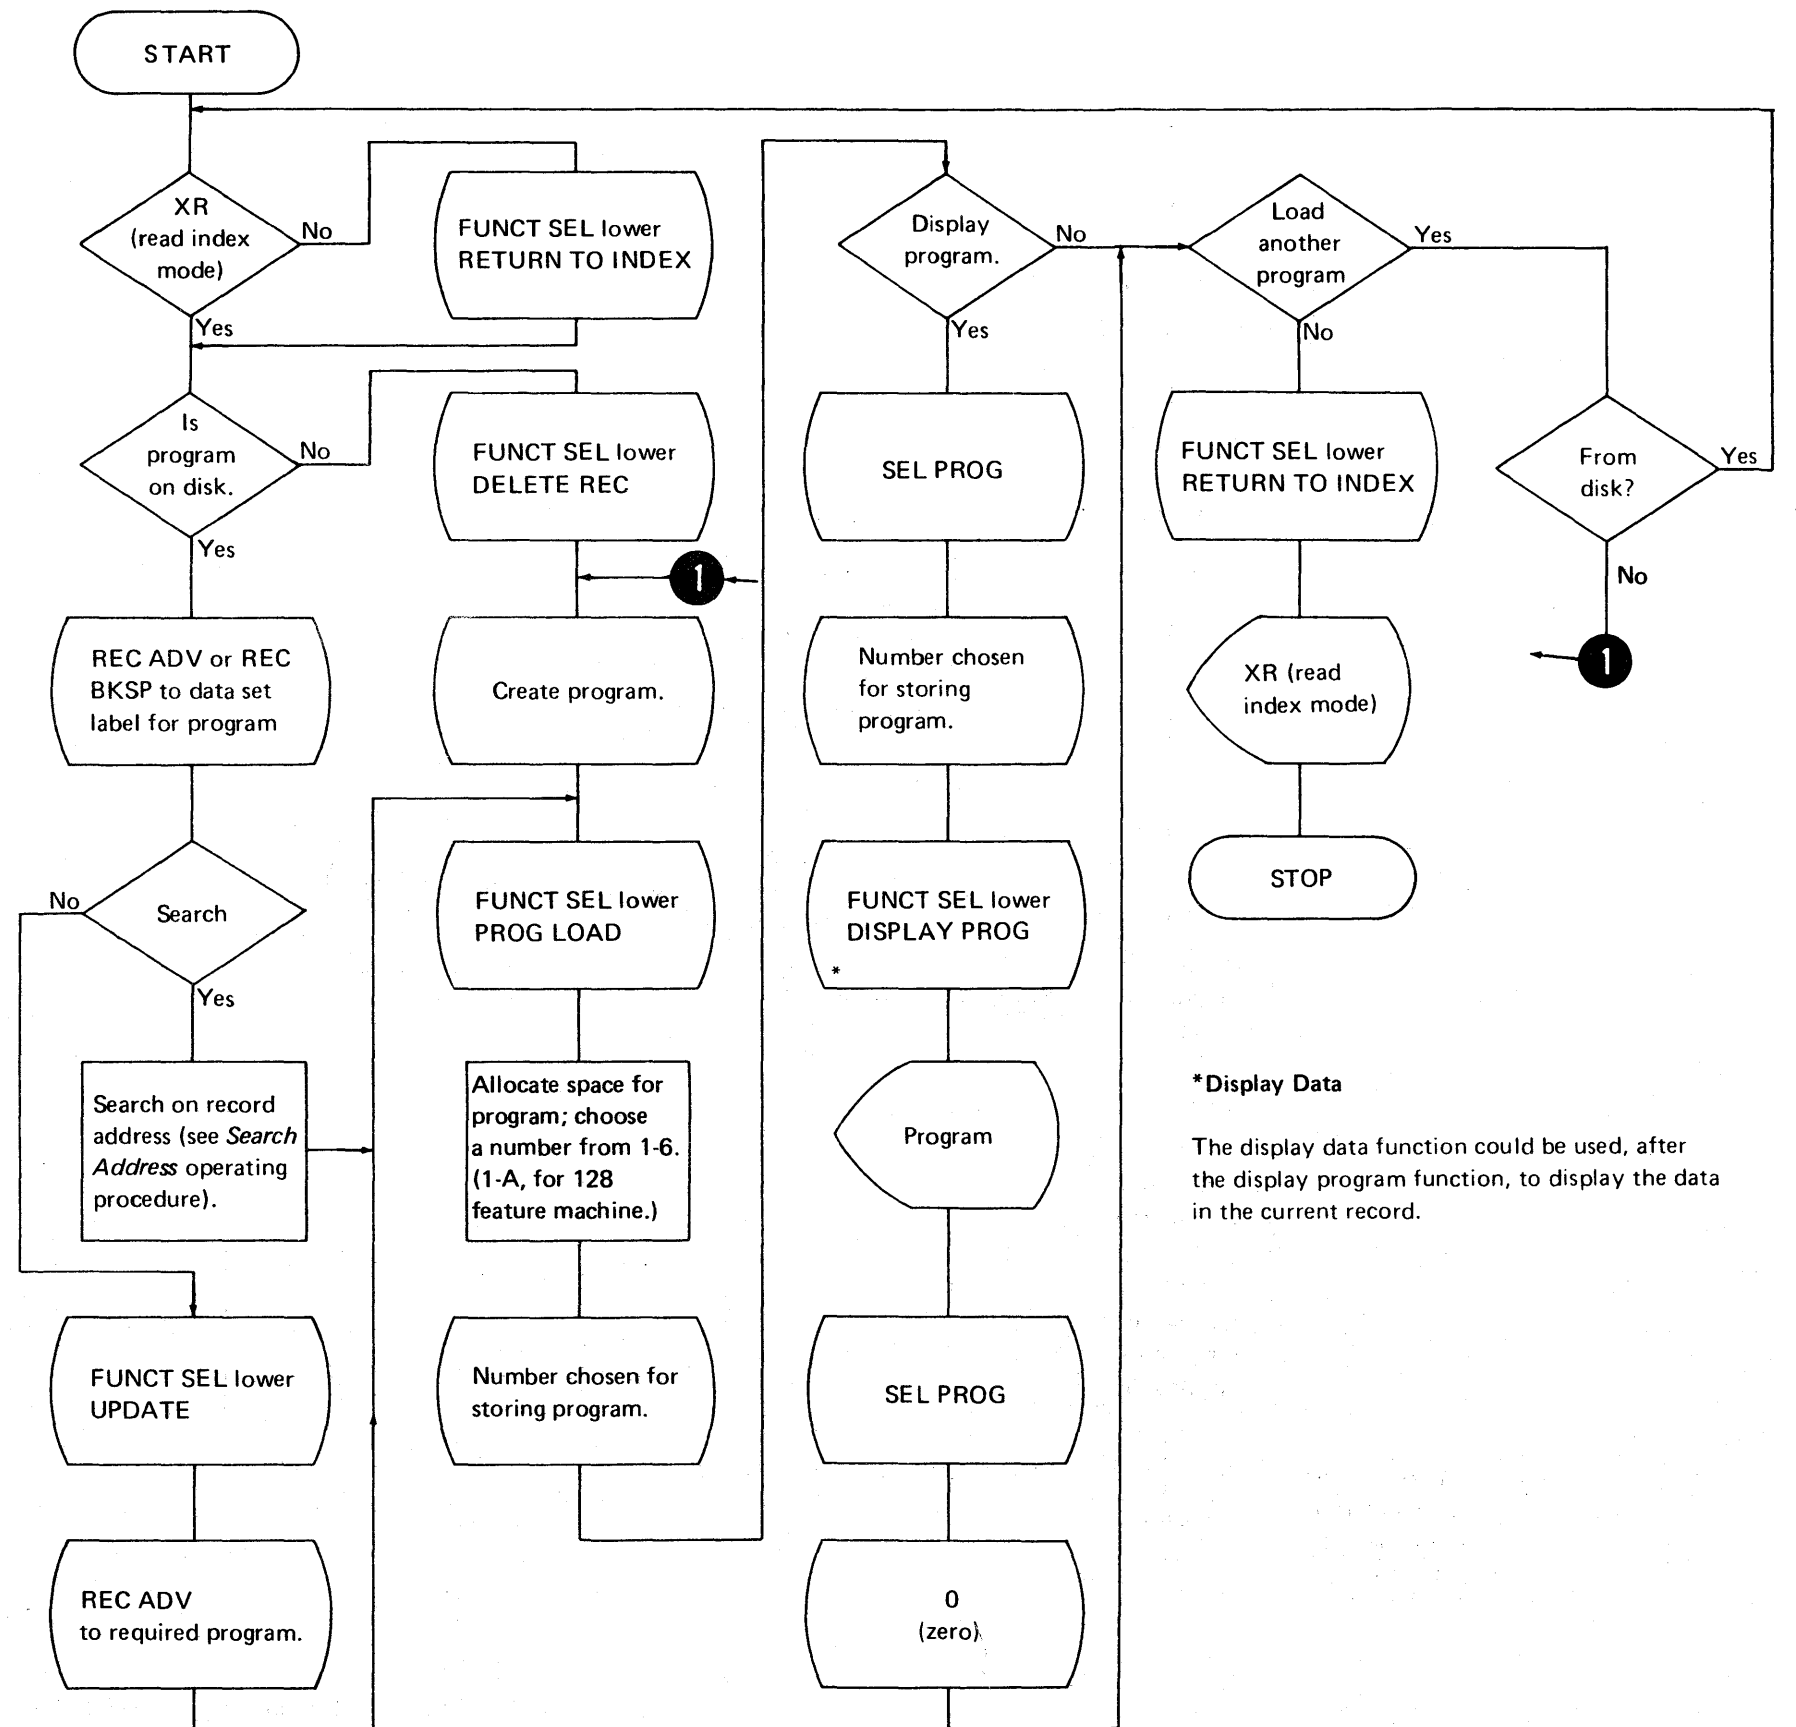 START
XR
(read index
mode)
No
Yes
FUNCT SEL lower
RETURN TO INDEX
Is
program
on disk.
No
Yes
FUNCT SEL lower
DELETE REC
1
REC ADV or REC
BKSP to data set
label for program
Create program.
Search
No
Yes
FUNCT SEL lower
PROG LOAD
Search on record
address (see Search
Address operating
procedure).
Allocate space for
program; choose
a number from 1-6.
(1-A, for 128
feature machine.)
FUNCT SEL lower
UPDATE
Number chosen for
storing program.
REC ADV
to required program.
Display
program.
No
Yes
SEL PROG
Number chosen
for storing
program.
FUNCT SEL lower
DISPLAY PROG
*
Program
SEL PROG
0
(zero)
Load
another
program
Yes
No
FUNCT SEL lower
RETURN TO INDEX
XR (read
index mode)
STOP
From
disk?
Yes
No
1
*Display Data
The display data function could be used, after
the display program function, to display the data
in the current record.